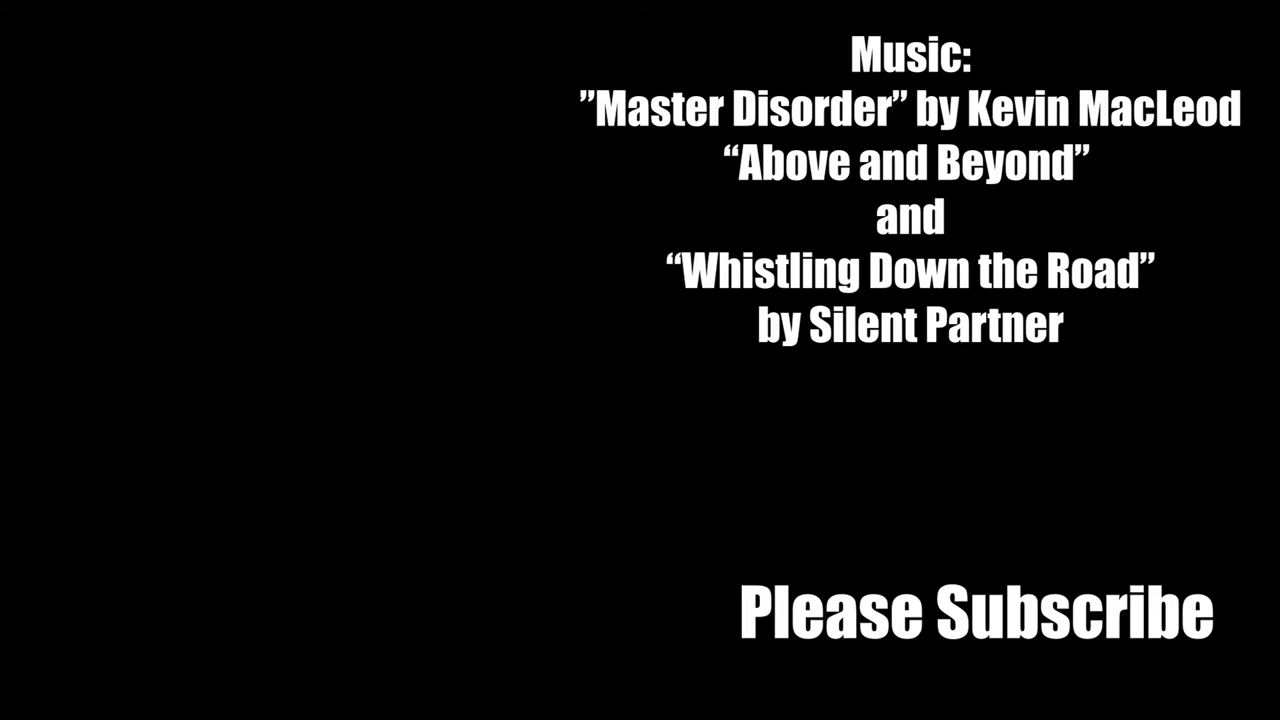 Music:
”Master Disorder” by Kevin MacLeod
“Above and Beyond”
and
“Whistling Down the Road”
by Silent Partner
Please Subscribe